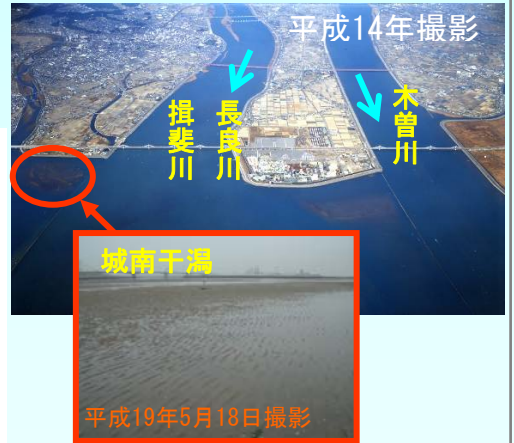 平成14年撮影
揖斐川
長良川
木曽川
城南干潟
平成19年5月18日撮影